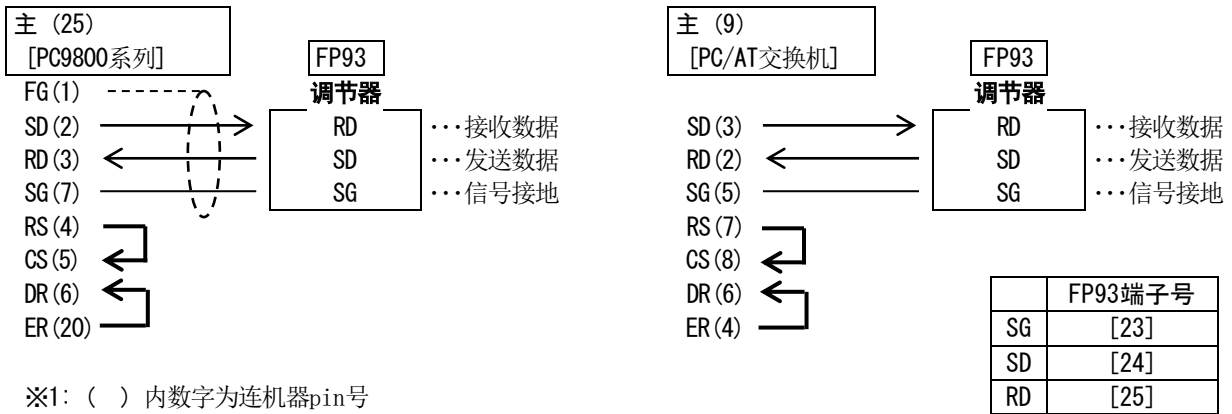 主 (25)
[PC9800系列]
FP93
调节器
FG(1)
SD(2)
RD(3)
SG(7)
RS(4)
CS(5)
DR(6)
ER(20)
RD
SD
SG
···接收数据
···发送数据
···信号接地
主 (9)
[PC/AT交换机]
FP93
调节器
SD(3)
RD(2)
SG(5)
RS(7)
CS(8)
DR(6)
ER(4)
RD
SD
SG
···接收数据
···发送数据
···信号接地
FP93端子号
SG [23]
SD [24]
RD [25]
※1: ( ) 内数字为连机器pin号